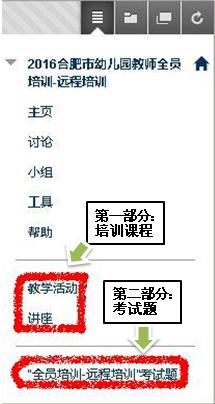 2016合肥市幼儿园教师全员
培训-远程培训
主页
讨论
小组
工具
帮助
第一部分:
培训课程
教学活动
讲座
第二部分:
考试题
"全员培训-远程培训"考试题